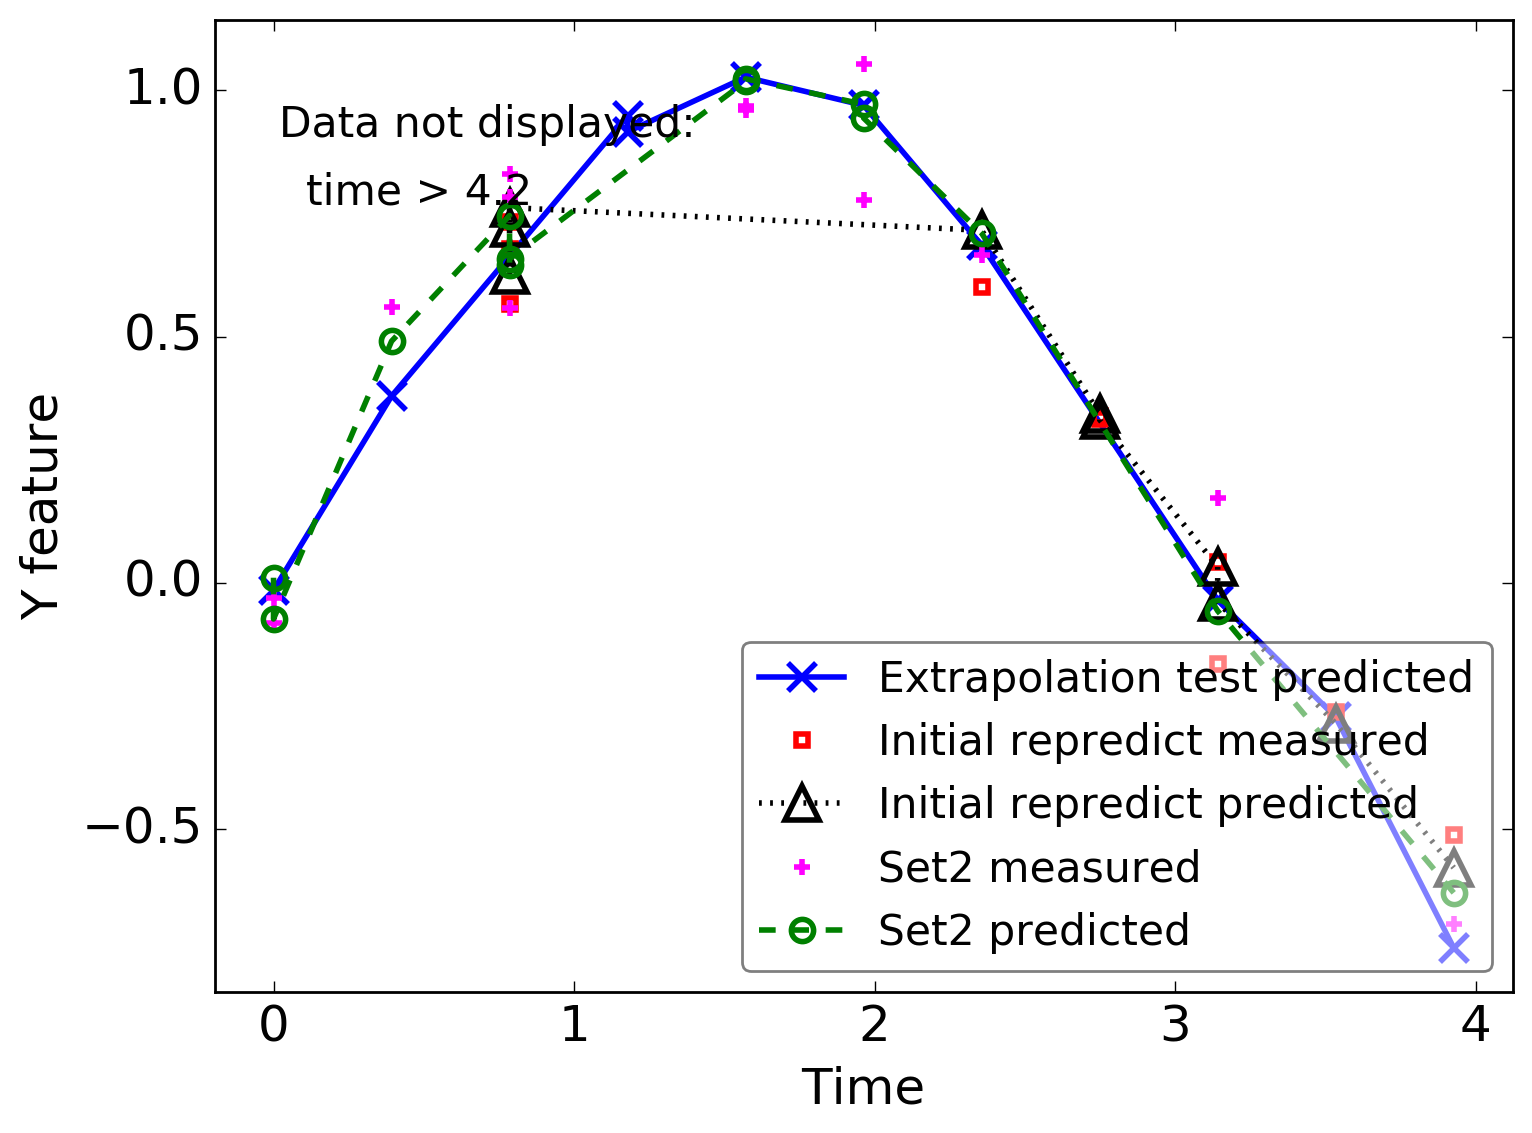 1.0
Data not displayed:
time > 4.2
0.5
Y feature
0.0
Extrapolation test predicted
Initial repredict measured
Initial repredict predicted
−0.5
Set2 measured
Set2 predicted
0 1 2 3 4
Time